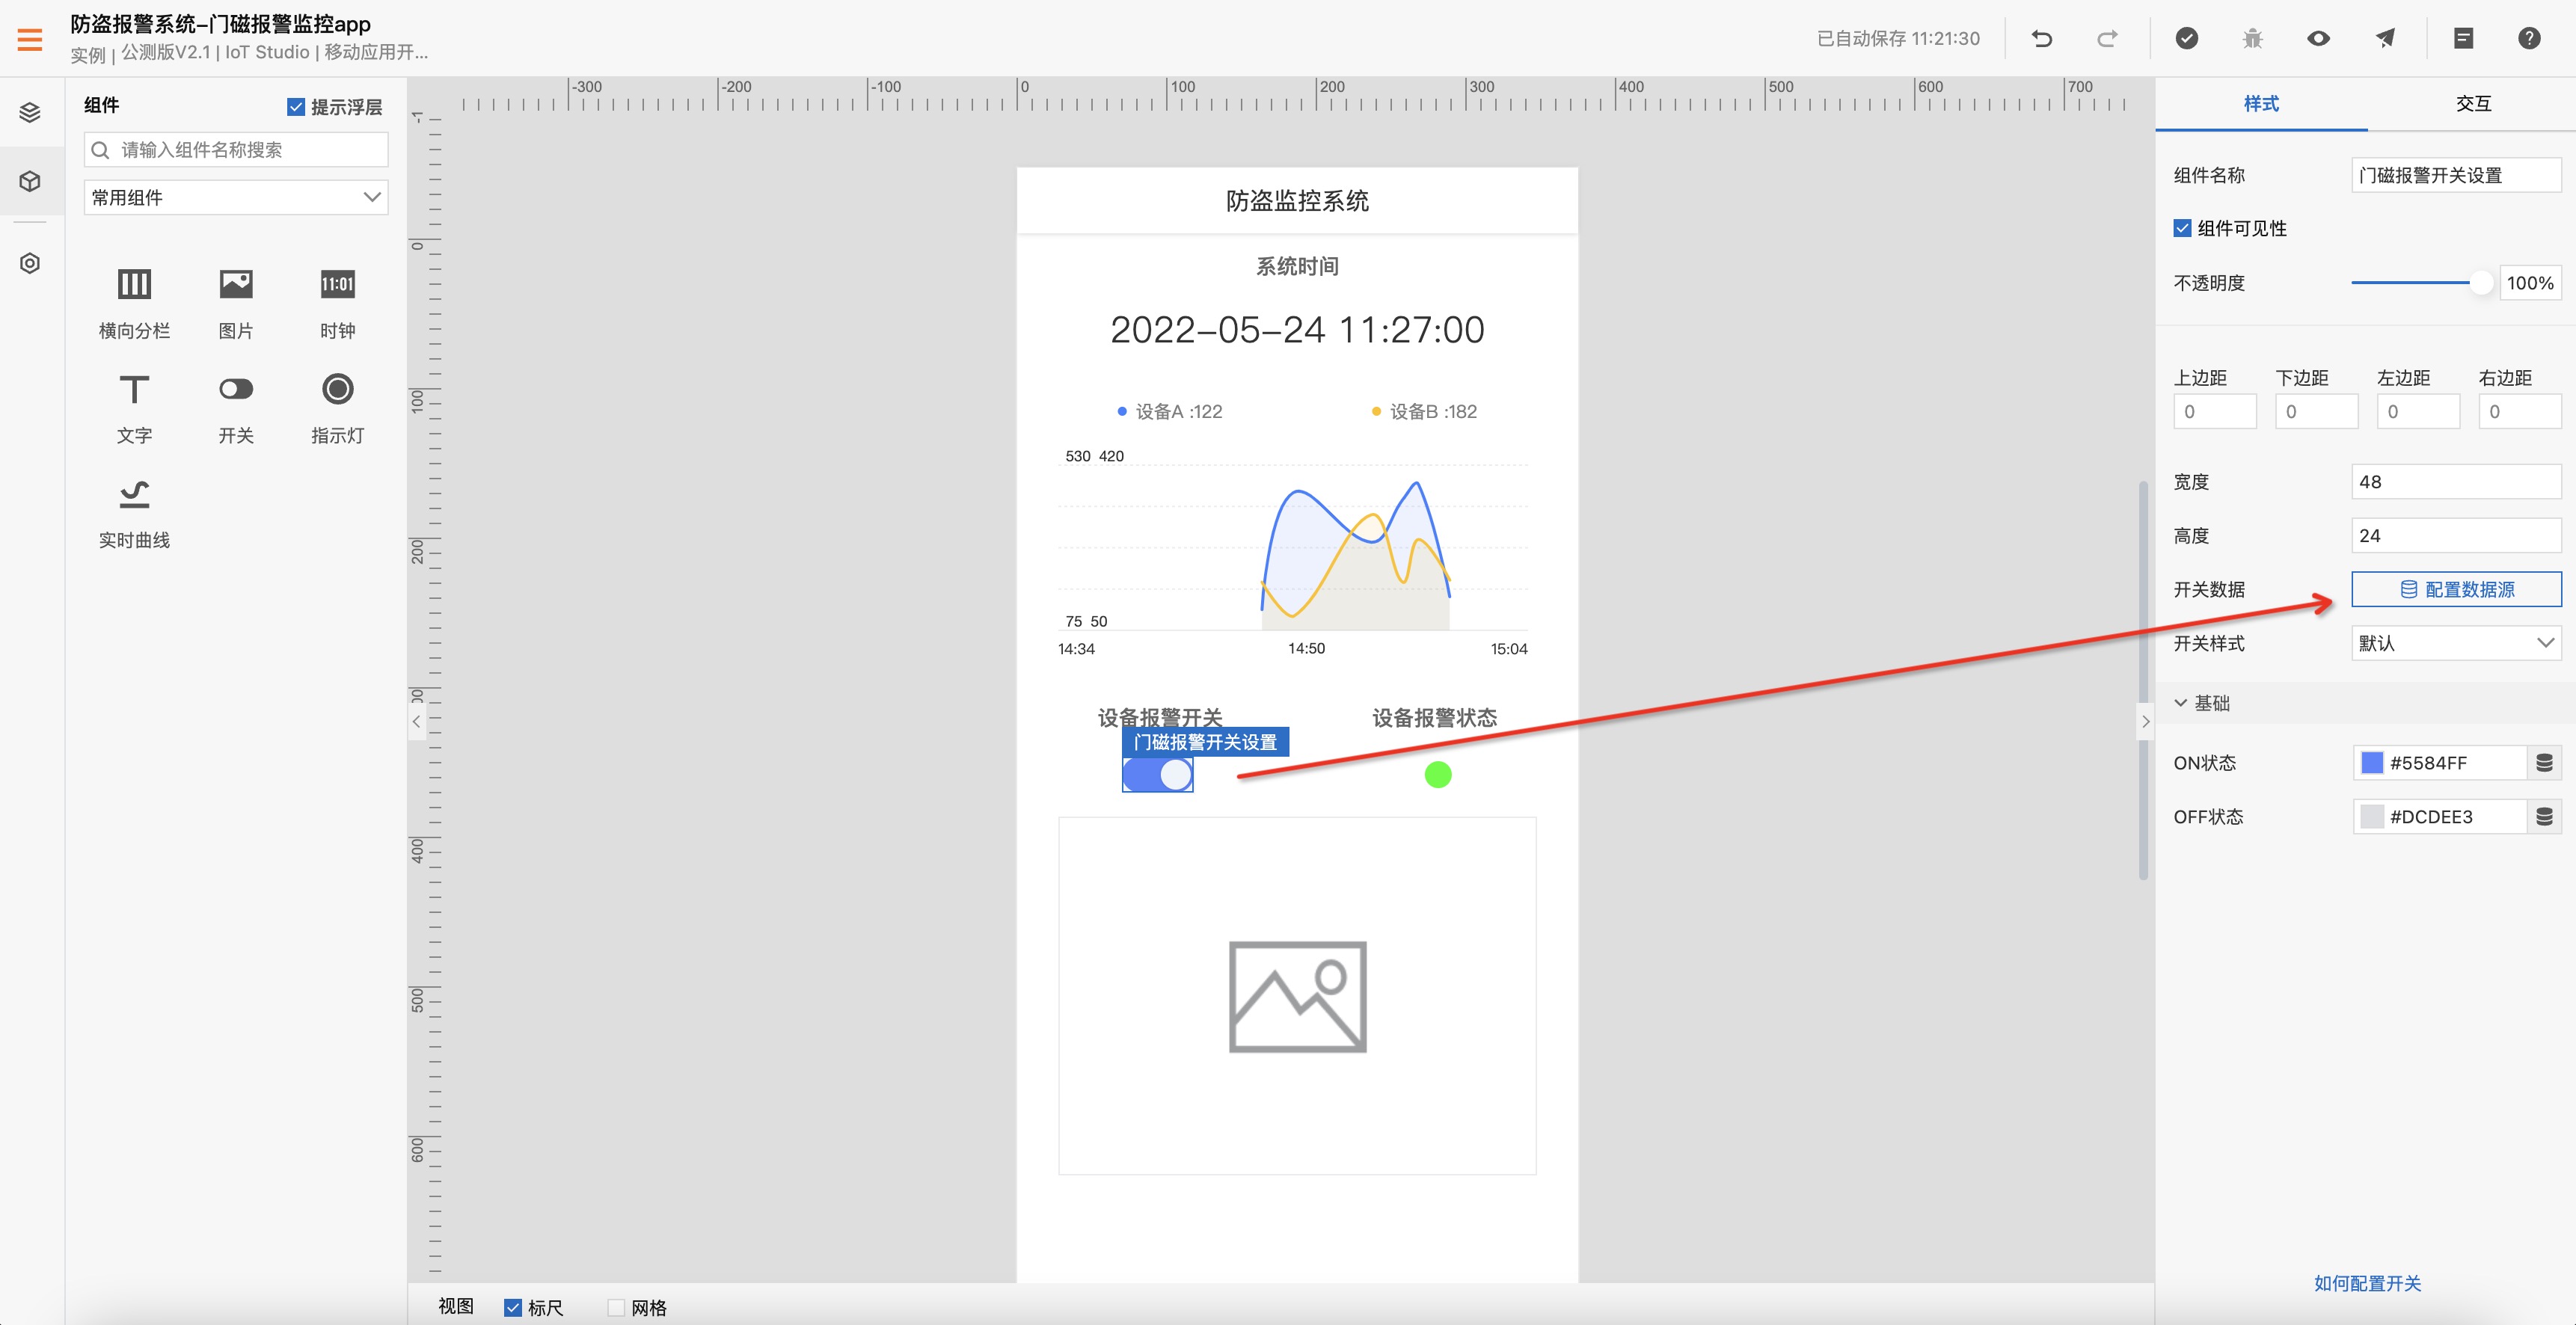 防盗报警系统-门磁报警监控app
实例 | 公测版V2.1 | IoT Studio | 移动应用开...
已自动保存 11:21:30
组件
提示浮层
请输入组件名称搜索
常用组件
横向分栏
图片
11:01
时钟
文字
开关
指示灯
实时曲线
-300 -200 -100 0 100 200 300 400 500 600 700
-1
0
100
200
00
400
500
600
防盗监控系统
系统时间
2022-05-24 11:27:00
设备A :122
设备B :182
530 420
75 50
14:34 14:50 15:04
设备报警开关
设备报警状态
门磁报警开关设置
视图
标尺
网格
样式
交互
组件名称
门磁报警开关设置
组件可见性
不透明度
100%
上边距 下边距 左边距 右边距
0 0 0 0
宽度
48
高度
24
开关数据
配置数据源
开关样式
默认
基础
ON状态
#5584FF
OFF状态
#DCDEE3
如何配置开关